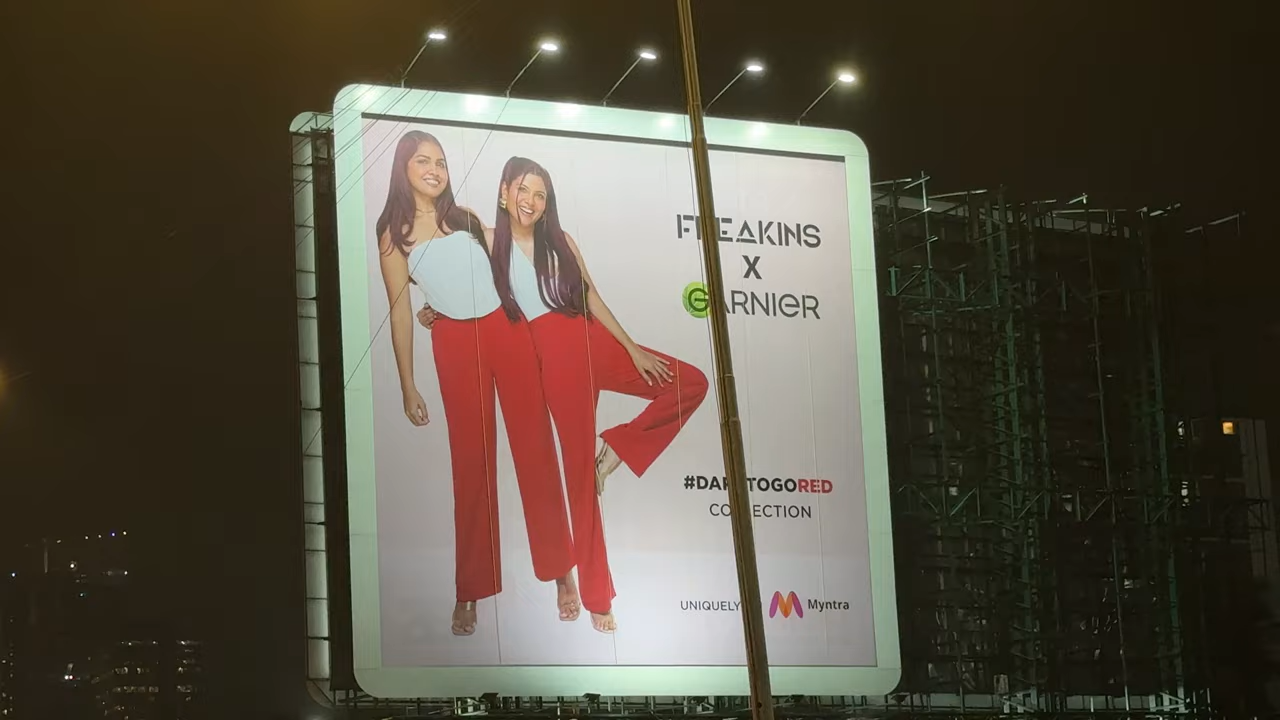 FREAKINS
X
GARNIER
#DARETOGORED
COLLECTION
UNIQUELY
Myntra